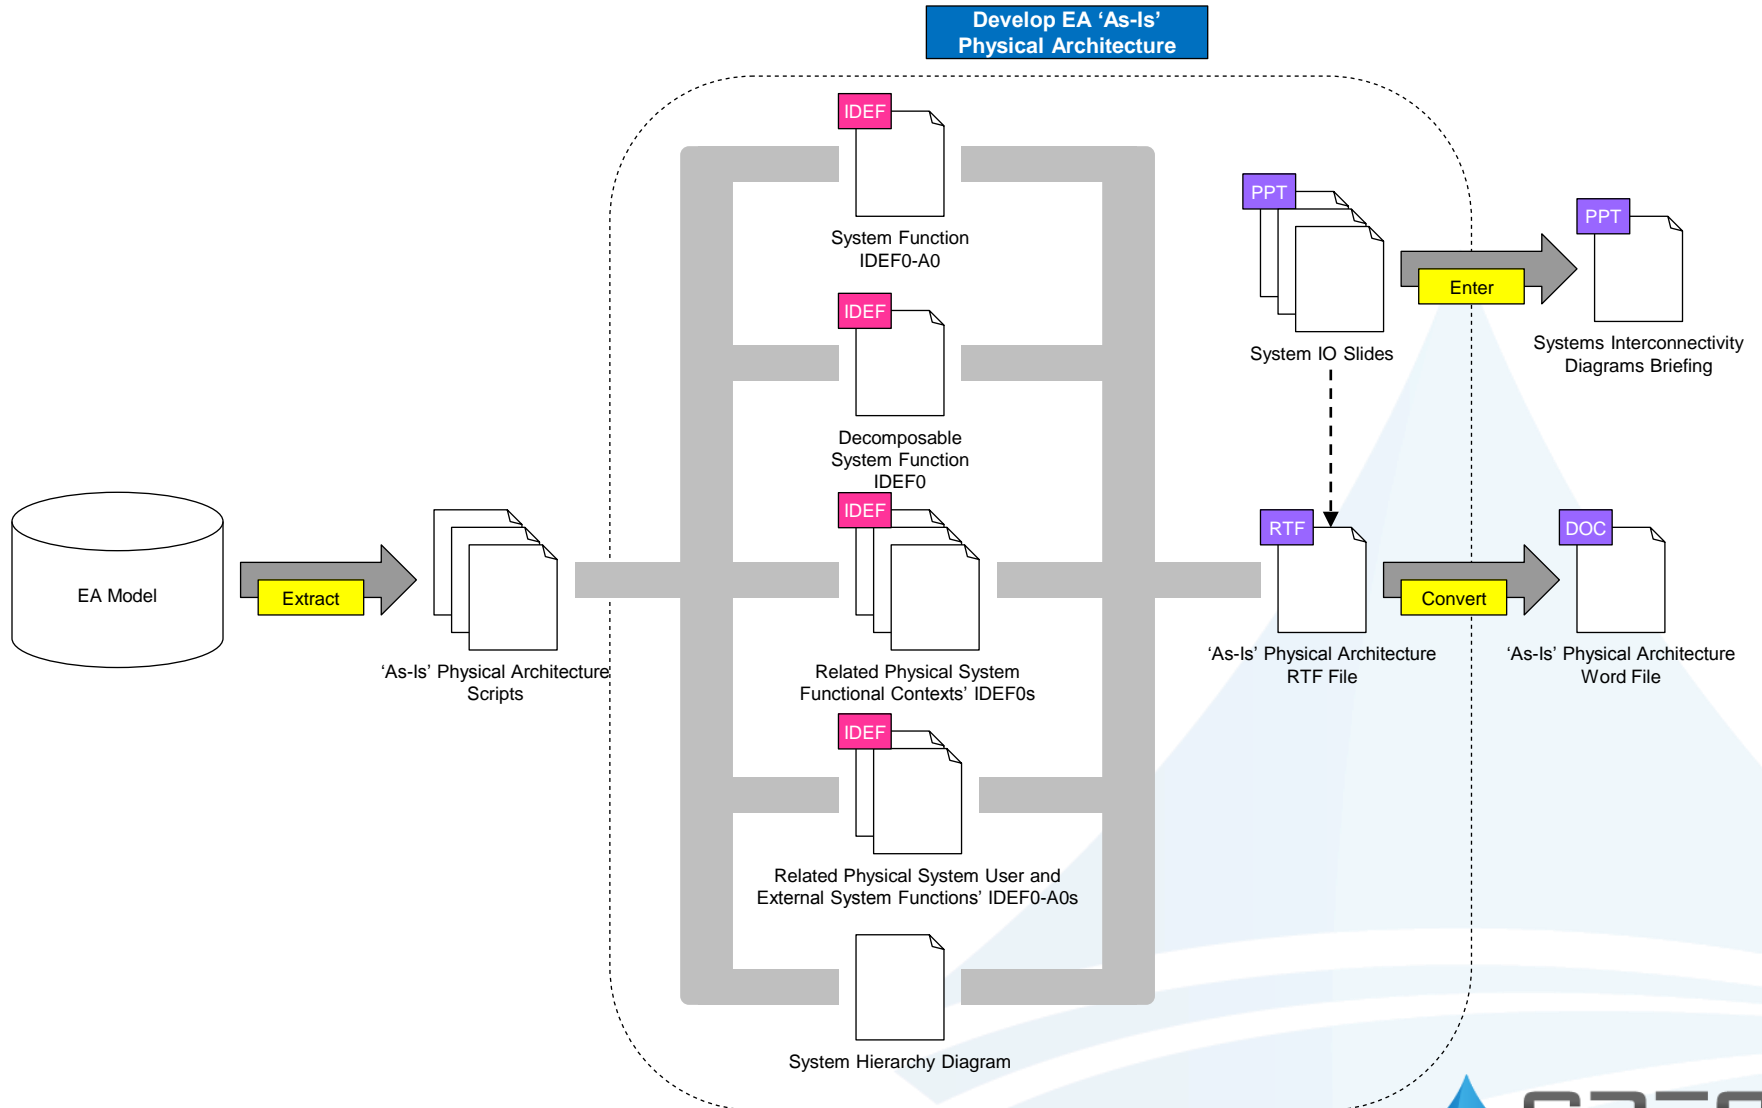 Develop EA ‘As-Is’
Physical Architecture
IDEF
System Function
IDEF0-A0
IDEF
Decomposable
System Function
IDEF0
PPT
System IO Slides
Enter
PPT
Systems Interconnectivity
Diagrams Briefing
EA Model
Extract
‘As-Is’ Physical Architecture
Scripts
IDEF
Related Physical System
Functional Contexts’ IDEF0s
RTF
‘As-Is’ Physical Architecture
RTF File
Convert
DOC
‘As-Is’ Physical Architecture
Word File
IDEF
Related Physical System User and
External System Functions’ IDEF0-A0s
System Hierarchy Diagram